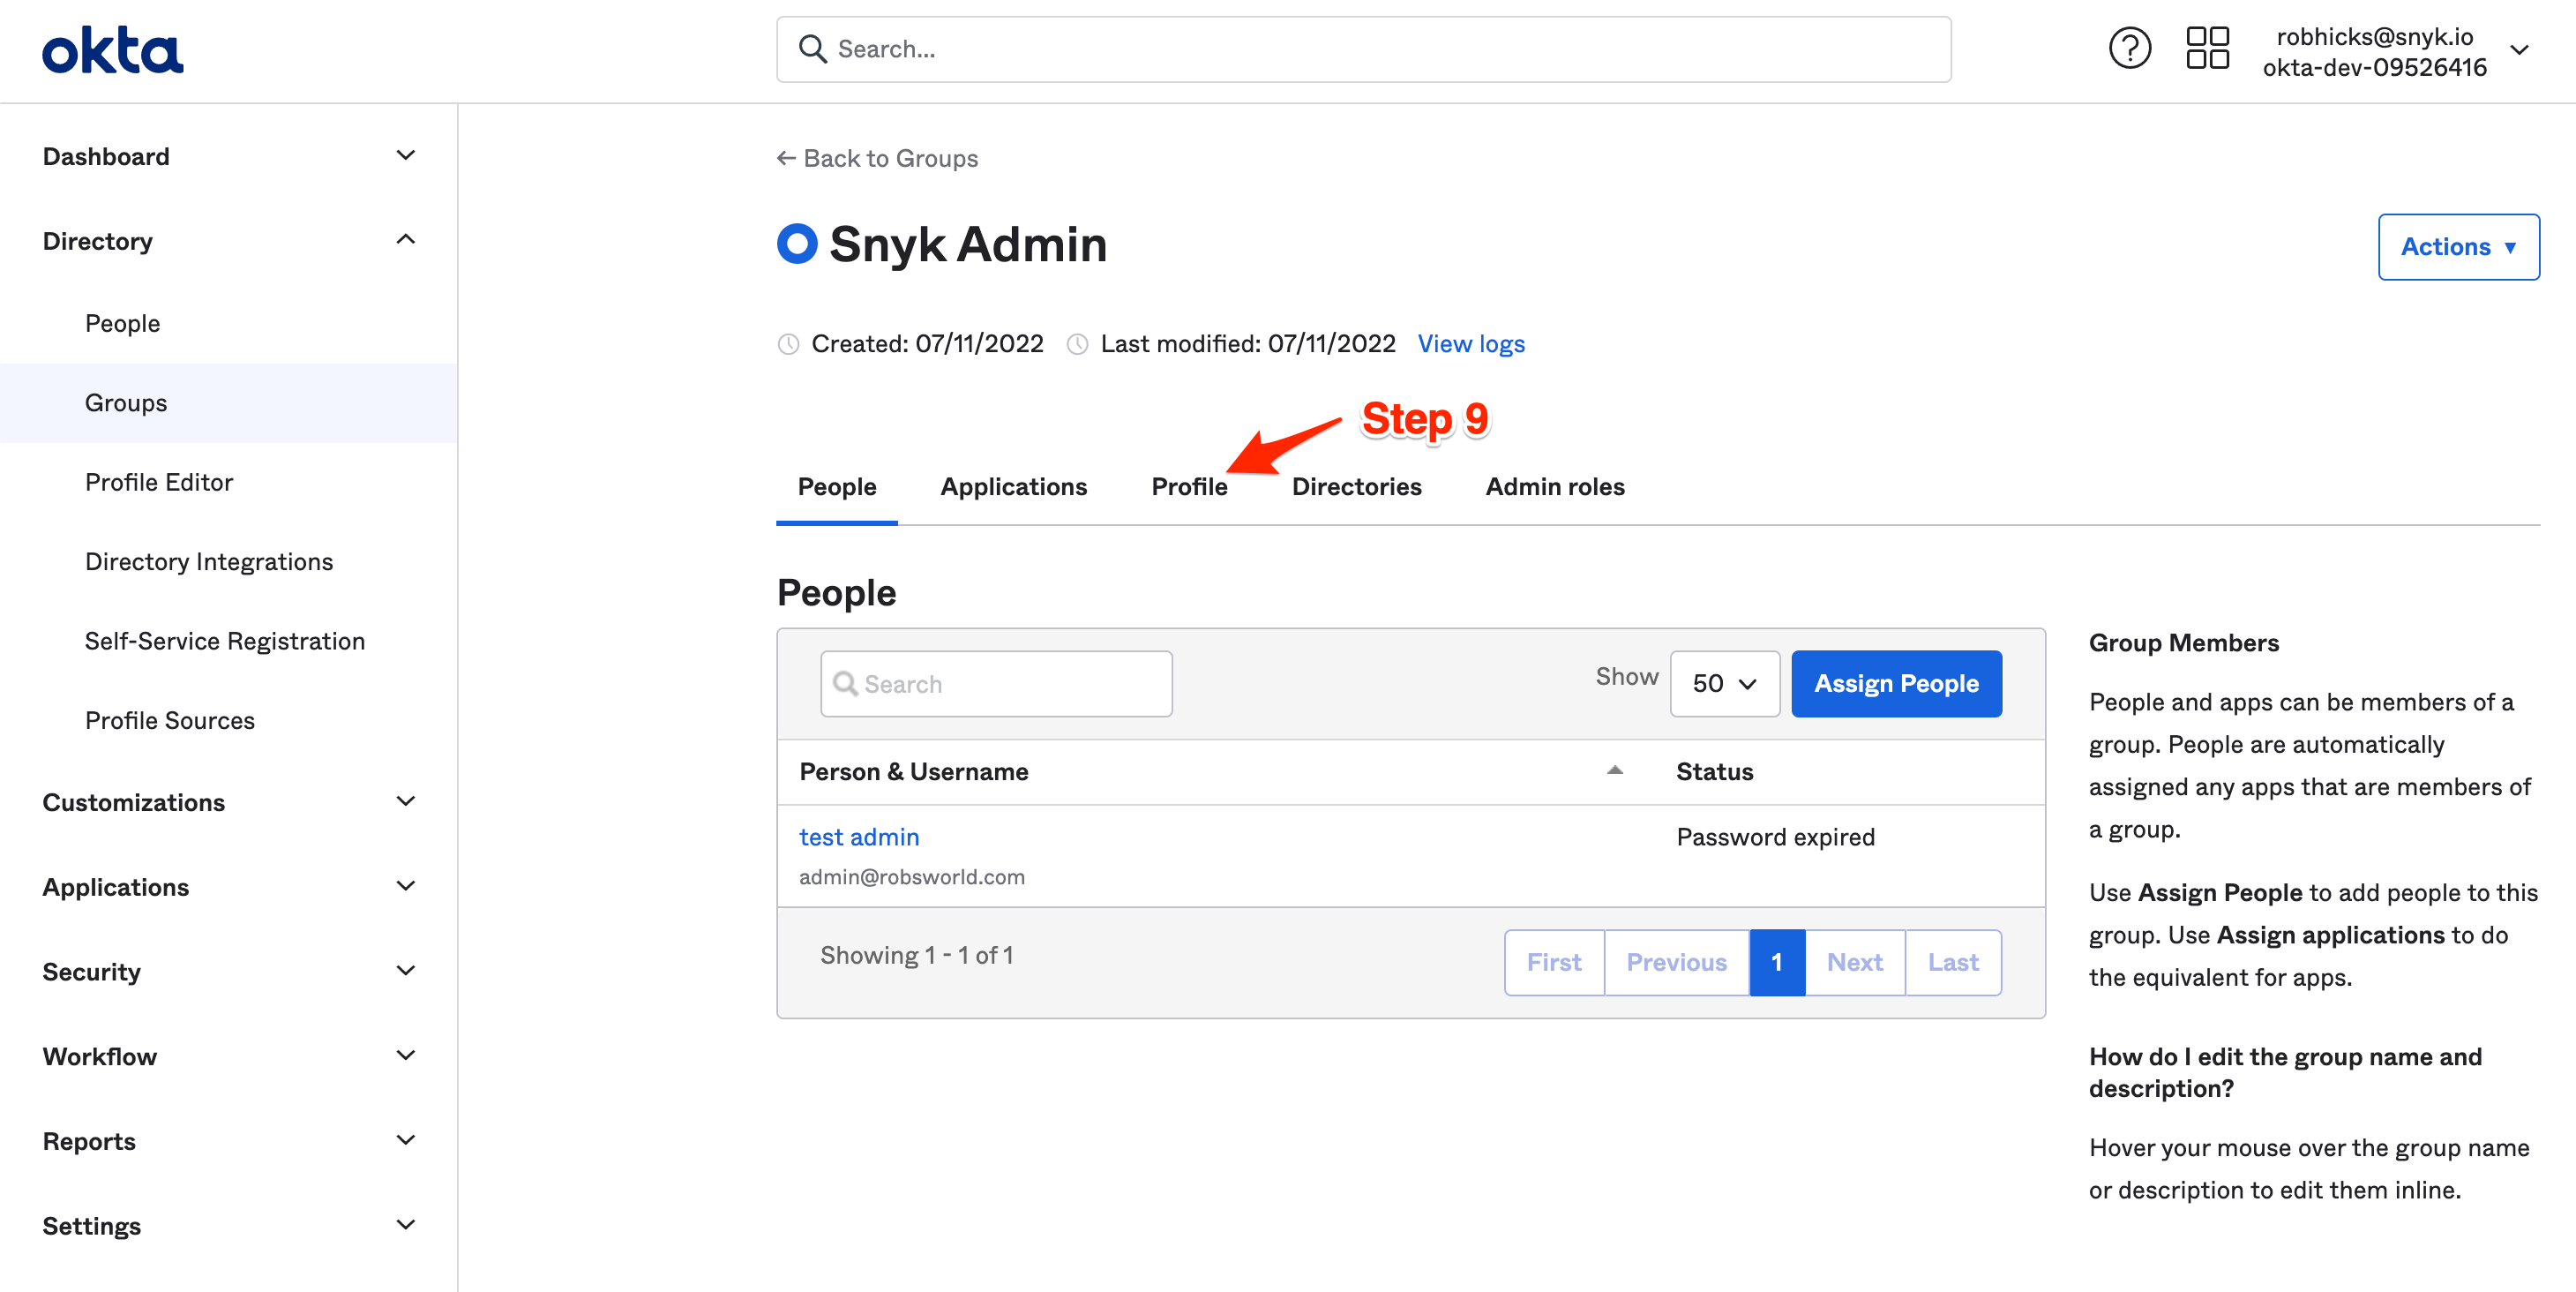 okta
Search...
robhicks@snyk.io
okta-dev-09526416
Dashboard
Directory
People
Groups
Profile Editor
Directory Integrations
Self-Service Registration
Profile Sources
Customizations
Applications
Security
Workflow
Reports
Settings
← Back to Groups
Snyk Admin
Actions ▼
Created: 07/11/2022 Last modified: 07/11/2022 View logs
Step 9
People Applications Profile Directories Admin roles
People
Search
Show 50 Assign People
Person & Username Status
test admin Password expired
admin@robsworld.com
Showing 1 - 1 of 1
First Previous 1 Next Last
Group Members
People and apps can be members of a
group. People are automatically
assigned any apps that are members of
a group.
Use Assign People to add people to this
group. Use Assign applications to do
the equivalent for apps.
How do I edit the group name and
description?
Hover your mouse over the group name
or description to edit them inline.